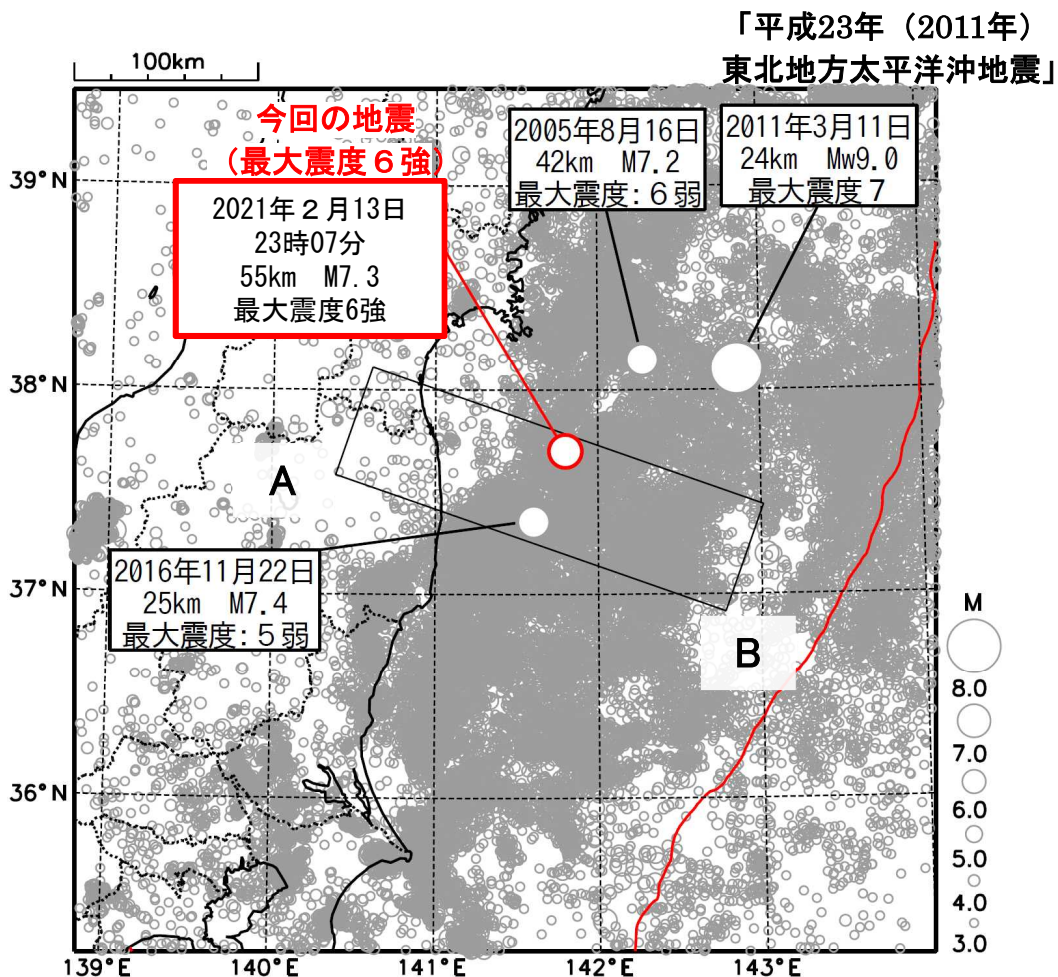 「平成23年（2011年）
東北地方太平洋沖地震」
100km
今回の地震
（最大震度６強）
2021年２月13日
23時07分
55km M7.3
最大震度6強
2005年8月16日
42km M7.2
最大震度:６弱
2011年3月11日
24km Mw9.0
最大震度７
39°N
38°N
37°N
36°N
A
2016年11月22日
25km M7.4
最大震度:５弱
B
M
8.0
7.0
6.0
5.0
4.0
3.0
139°E
140°E
141°E
142°E
143°E